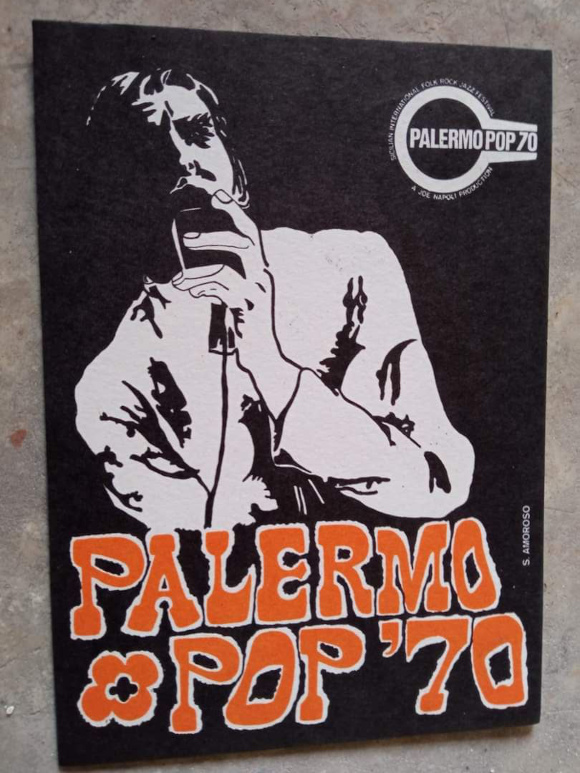 SICILIAN INTERNATIONAL FOLK ROCK JAZZ FESTIVAL
PALERMO POP 70
A JOE NAPOLI PRODUCTION
S. AMOROSO
PALERMO
POP '70